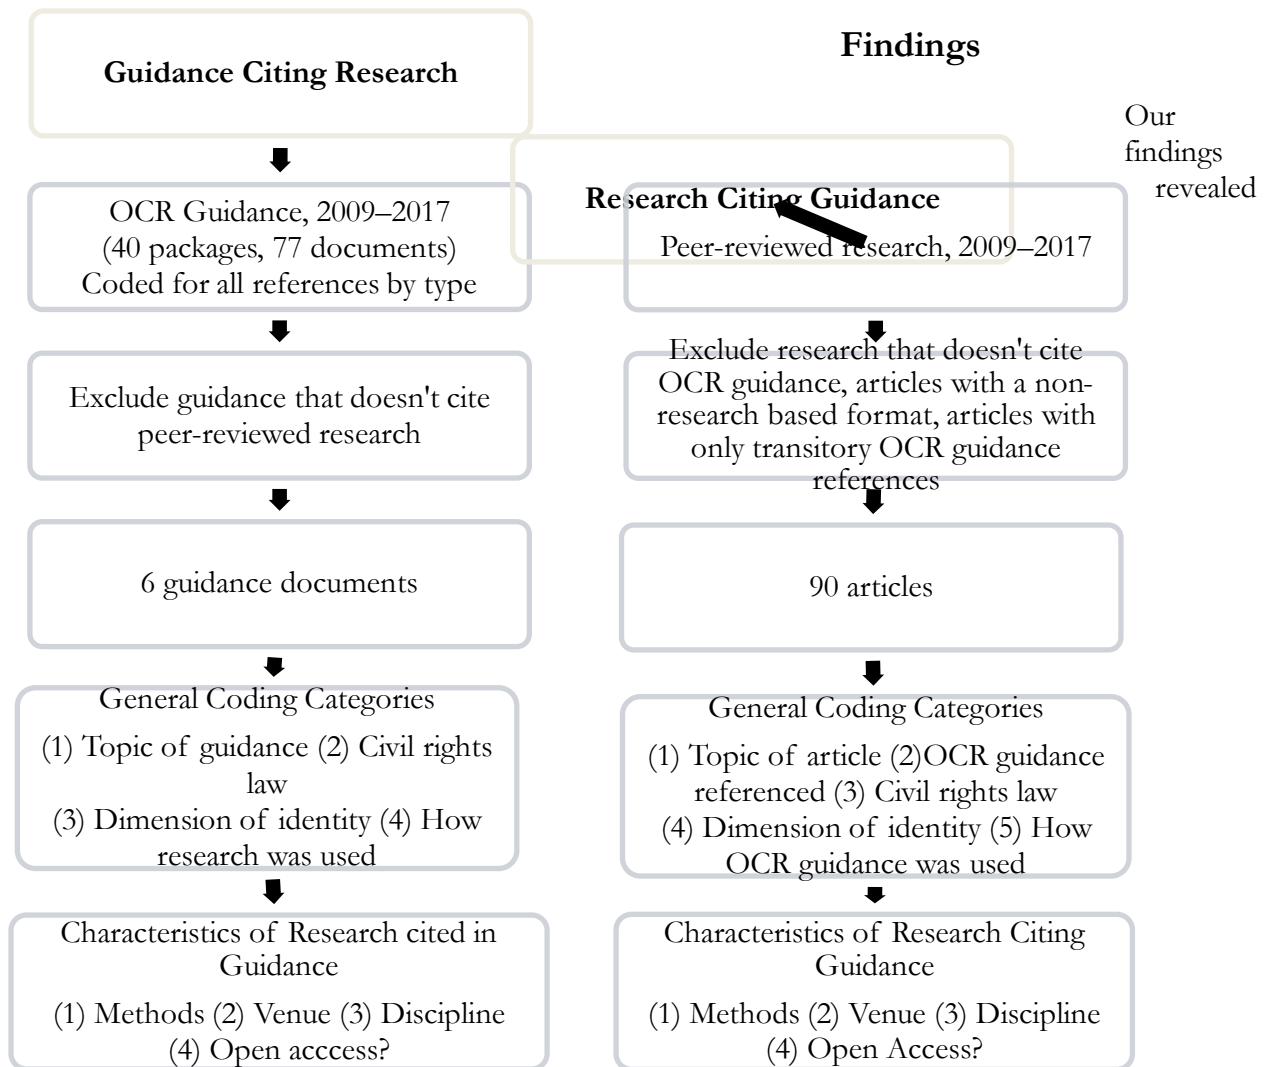 Guidance Citing Research
OCR Guidance, 2009–2017
(40 packages, 77 documents)
Coded for all references by type
Exclude guidance that doesn't cite
peer-reviewed research
6 guidance documents
General Coding Categories
(1) Topic of guidance (2) Civil rights
law
(3) Dimension of identity (4) How
research was used
Characteristics of Research cited in
Guidance
(1) Methods (2) Venue (3) Discipline
(4) Open acccess?
Findings
Our
findings
revealed
Research Citing Guidance
Peer-reviewed research, 2009–2017
Exclude research that doesn't cite
OCR guidance, articles with a non-
research based format, articles with
only transitory OCR guidance
references
90 articles
General Coding Categories
(1) Topic of article (2)OCR guidance
referenced (3) Civil rights law
(4) Dimension of identity (5) How
OCR guidance was used
Characteristics of Research Citing
Guidance
(1) Methods (2) Venue (3) Discipline
(4) Open Access?